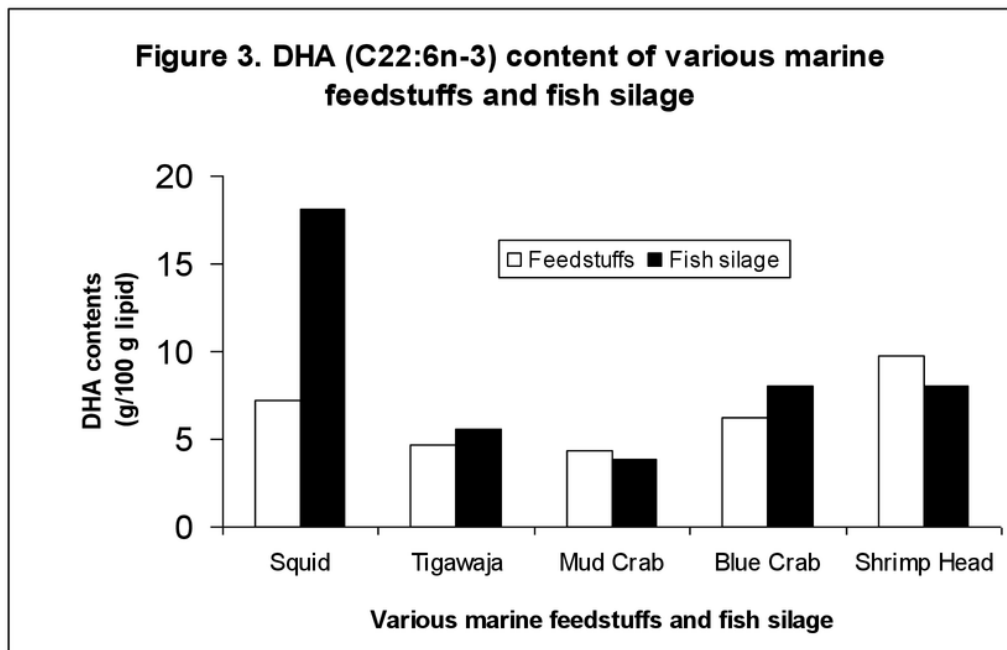 Figure 3. DHA (C22:6n-3) content of various marine
feedstuffs and fish silage
DHA contents
(g/100 g lipid)
20
15
10
5
0
Feedstuffs
Fish silage
Squid
Tigawaja
Mud Crab
Blue Crab
Shrimp Head
Various marine feedstuffs and fish silage